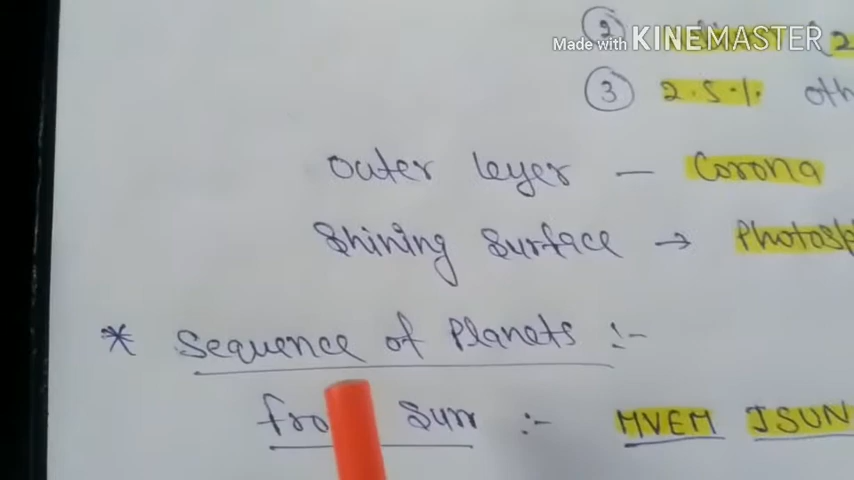 ②
Made with KINEMASTER
③ 2.5% oth
outer leyer — Corona
Shining Surface → Photosp
* Sequence of Planets :-
Sun :- MVEM JSUN